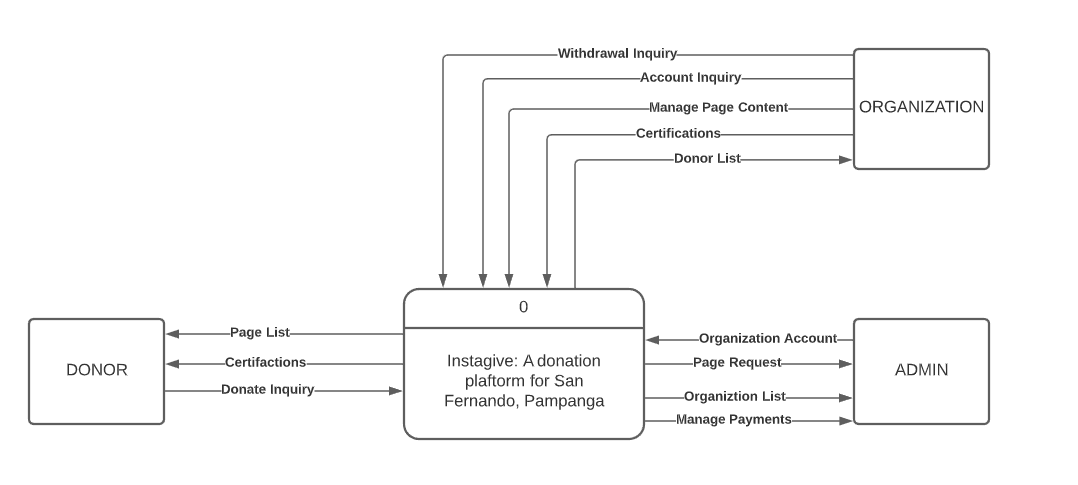 Withdrawal Inquiry
Account Inquiry
Manage Page Content
Certifications
Donor List
ORGANIZATION
0
Instagive: A donation
plaftorm for San
Fernando, Pampanga
Page List
Certifactions
Donate Inquiry
DONOR
Organization Account
Page Request
Organiztion List
Manage Payments
ADMIN